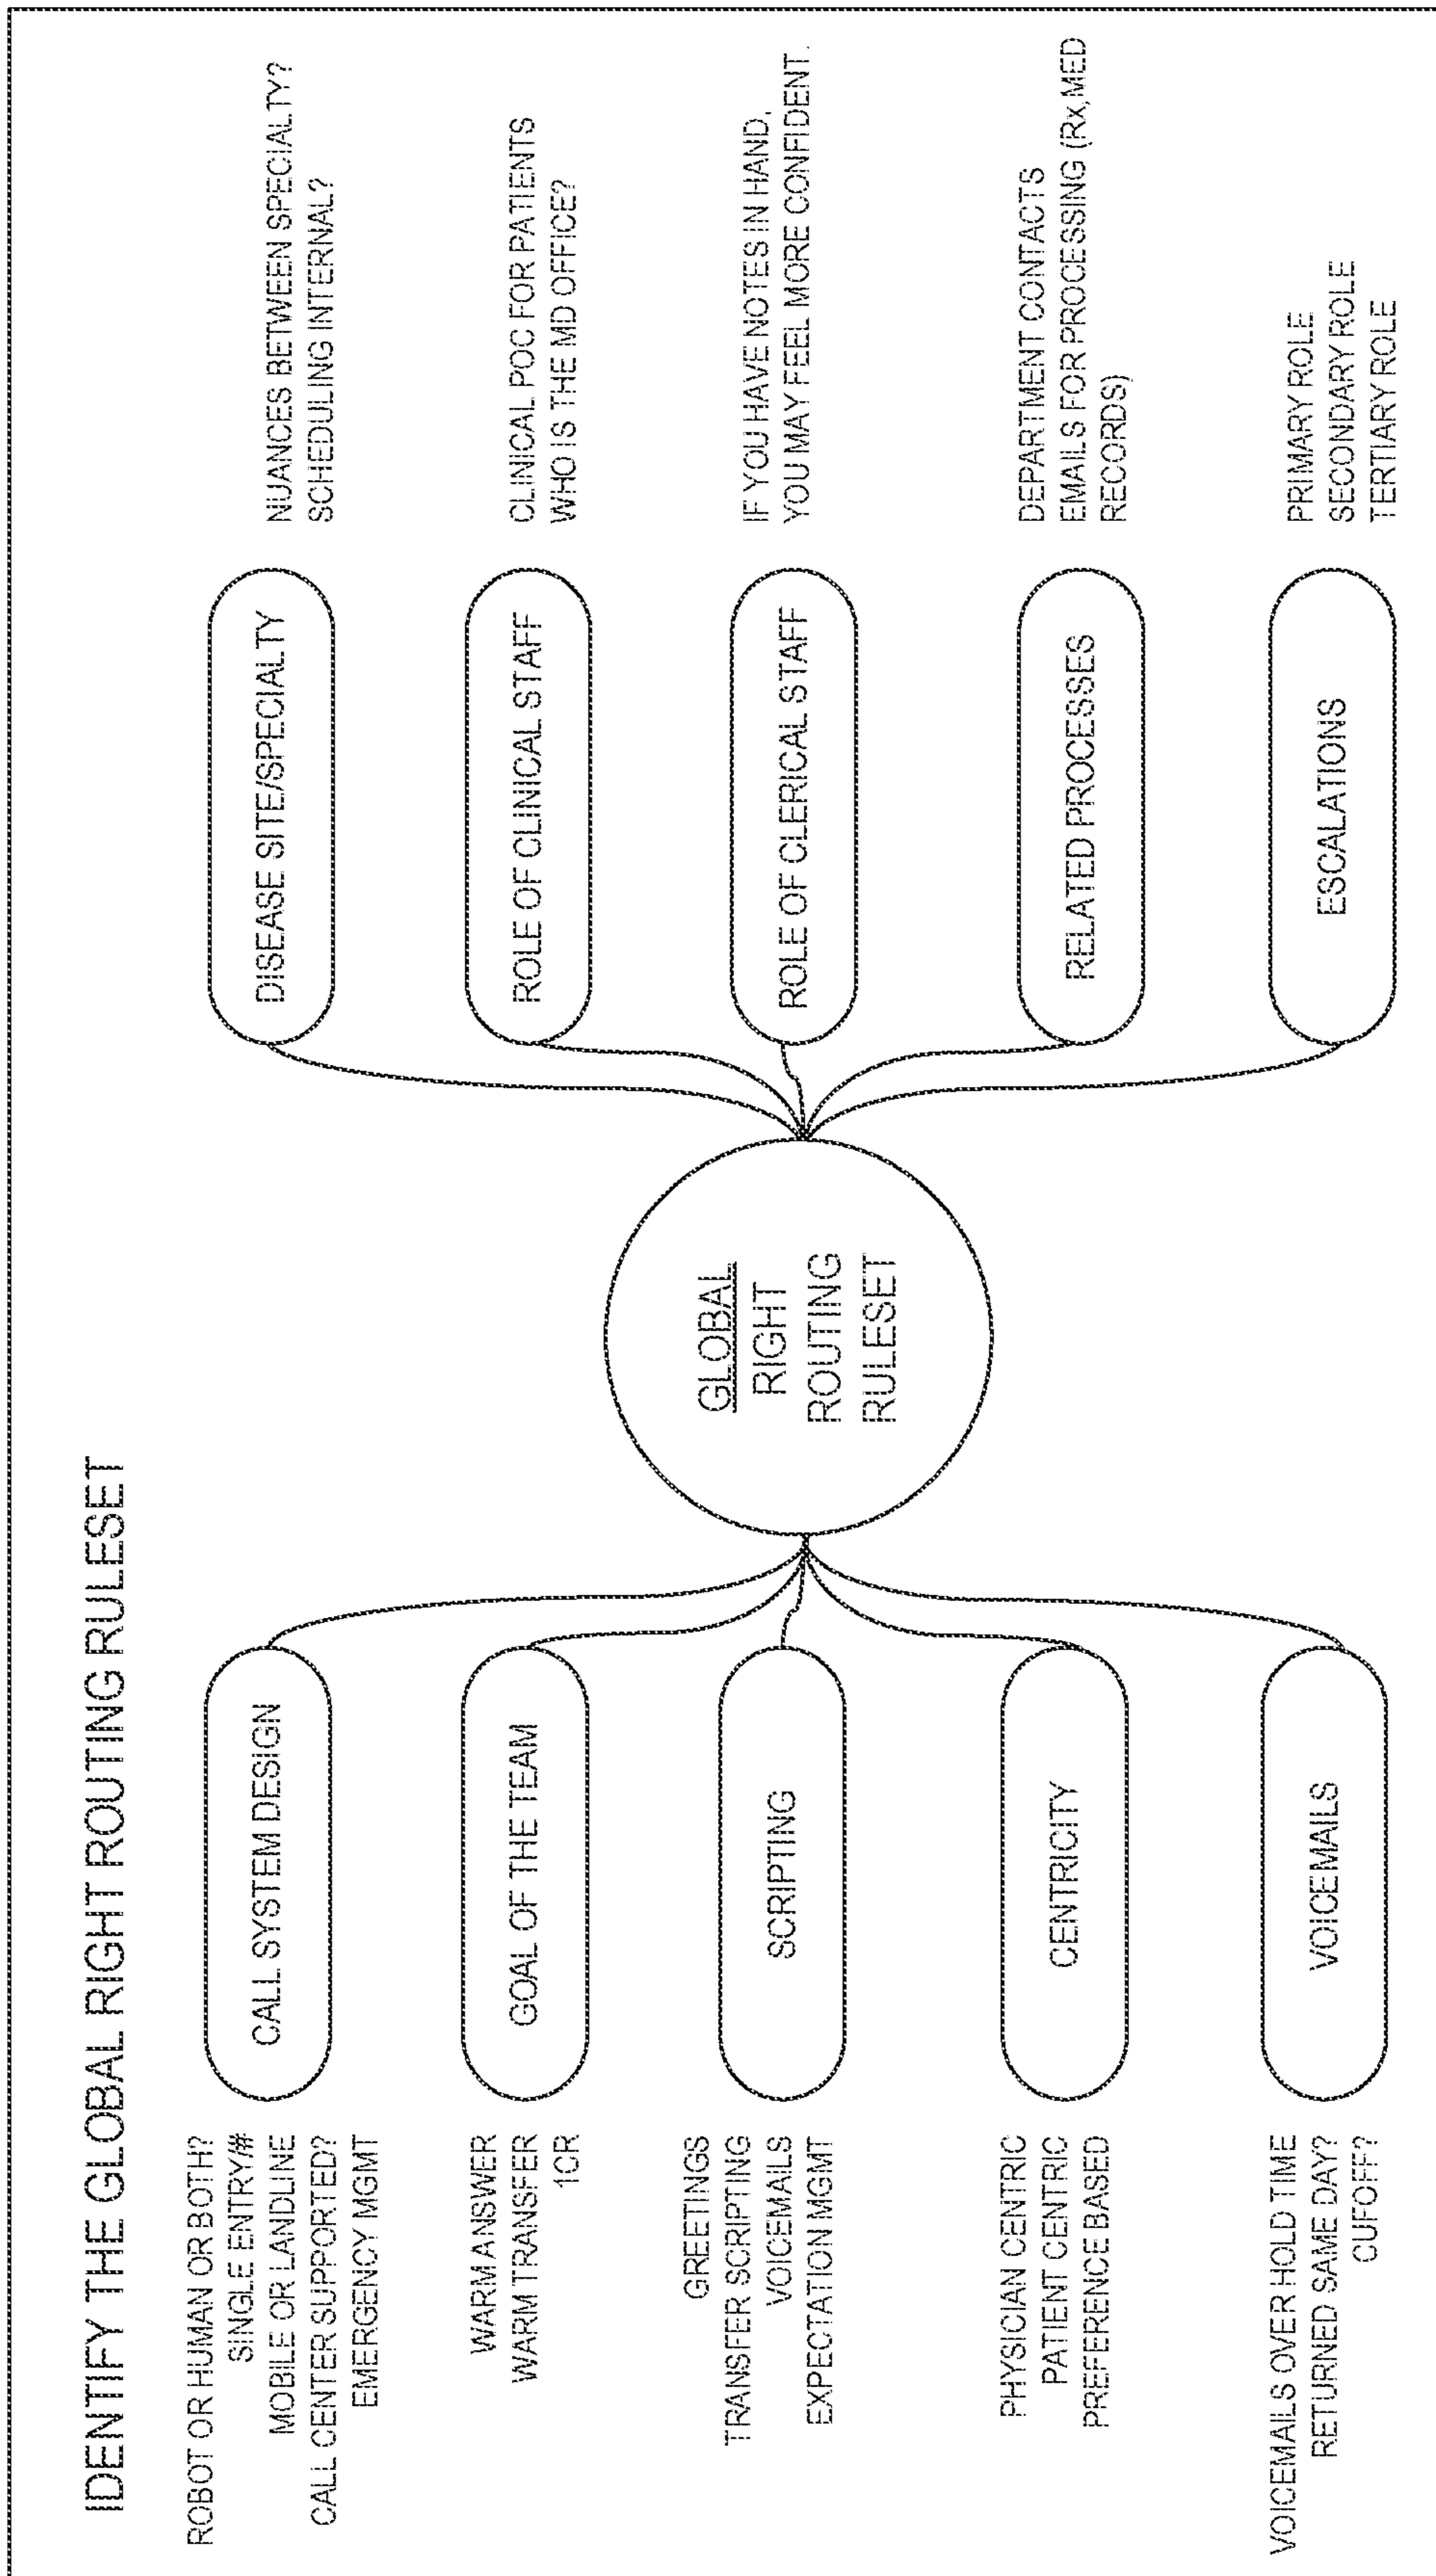 IDENTIFY THE GLOBAL RIGHT ROUTING RULESET
ROBOT OR HUMAN OR BOTH?
SINGLE ENTRY/#
MOBILE OR LANDLINE
CALL CENTER SUPPORTED?
EMERGENCY MGMT
CALL SYSTEM DESIGN
WARM ANSWER
WARM TRANSFER
1CR
GOAL OF THE TEAM
GREETINGS
TRANSFER SCRIPTING
VOICEMAILS
EXPECTATION MGMT
SCRIPTING
PHYSICIAN CENTRIC
PATIENT CENTRIC
PREFERENCE BASED
CENTRICITY
VOICEMAILS OVER HOLD TIME
RETURNED SAME DAY?
CUFOFF?
VOICEMAILS
GLOBAL
RIGHT
ROUTING
RULESET
DISEASE SITE/SPECIALTY
NUANCES BETWEEN SPECIALTY?
SCHEDULING INTERNAL?
ROLE OF CLINICAL STAFF
CLINICAL POC FOR PATIENTS
WHO IS THE MD OFFICE?
ROLE OF CLERICAL STAFF
IF YOU HAVE NOTES IN HAND,
YOU MAY FEEL MORE CONFIDENT.
RELATED PROCESSES
DEPARTMENT CONTACTS
EMAILS FOR PROCESSING (Rx,MED
RECORDS)
ESCALATIONS
PRIMARY ROLE
SECONDARY ROLE
TERTIARY ROLE